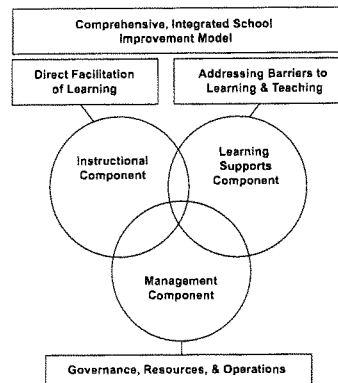 Comprehensive, Integrated School
Improvement Model
Direct Facilitation
of Learning
Addressing Barriers to
Learning & Teaching
Instructional
Component
Learning
Supports
Component
Management
Component
Governance, Resources, & Operations